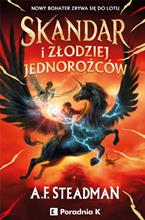 NOWY BOHATER ZRYWA SIĘ DO LOTU
SKANDAR
I ZŁODZIEJ
JEDNOROŻCÓW
A.F. STEADMAN
Poradnia K